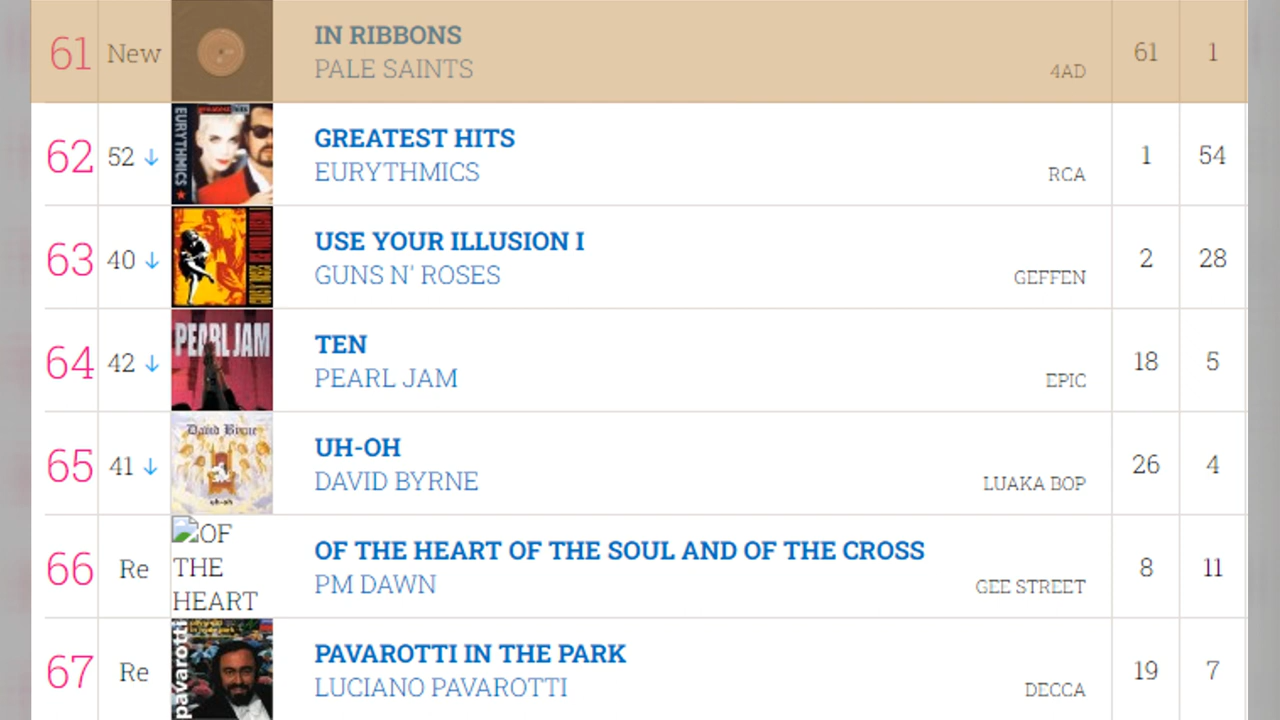 61 New IN RIBBONS 61 1
PALE SAINTS 4AD
62 52 ↓ GREATEST HITS 1 54
EURYTHMICS RCA
EURYTHMICS greatest hits
63 40 ↓ USE YOUR ILLUSION I 2 28
GUNS N' ROSES GEFFEN
64 42 ↓ TEN 18 5
PEARL JAM EPIC
PEARL JAM
65 41 ↓ UH-OH 26 4
DAVID BYRNE LUAKA BOP
David Byrne
uh-oh
66 Re OF THE HEART OF THE SOUL AND OF THE CROSS 8 11
PM DAWN GEE STREET
OF
THE
HEART
67 Re PAVAROTTI IN THE PARK 19 7
LUCIANO PAVAROTTI DECCA
pavarotti